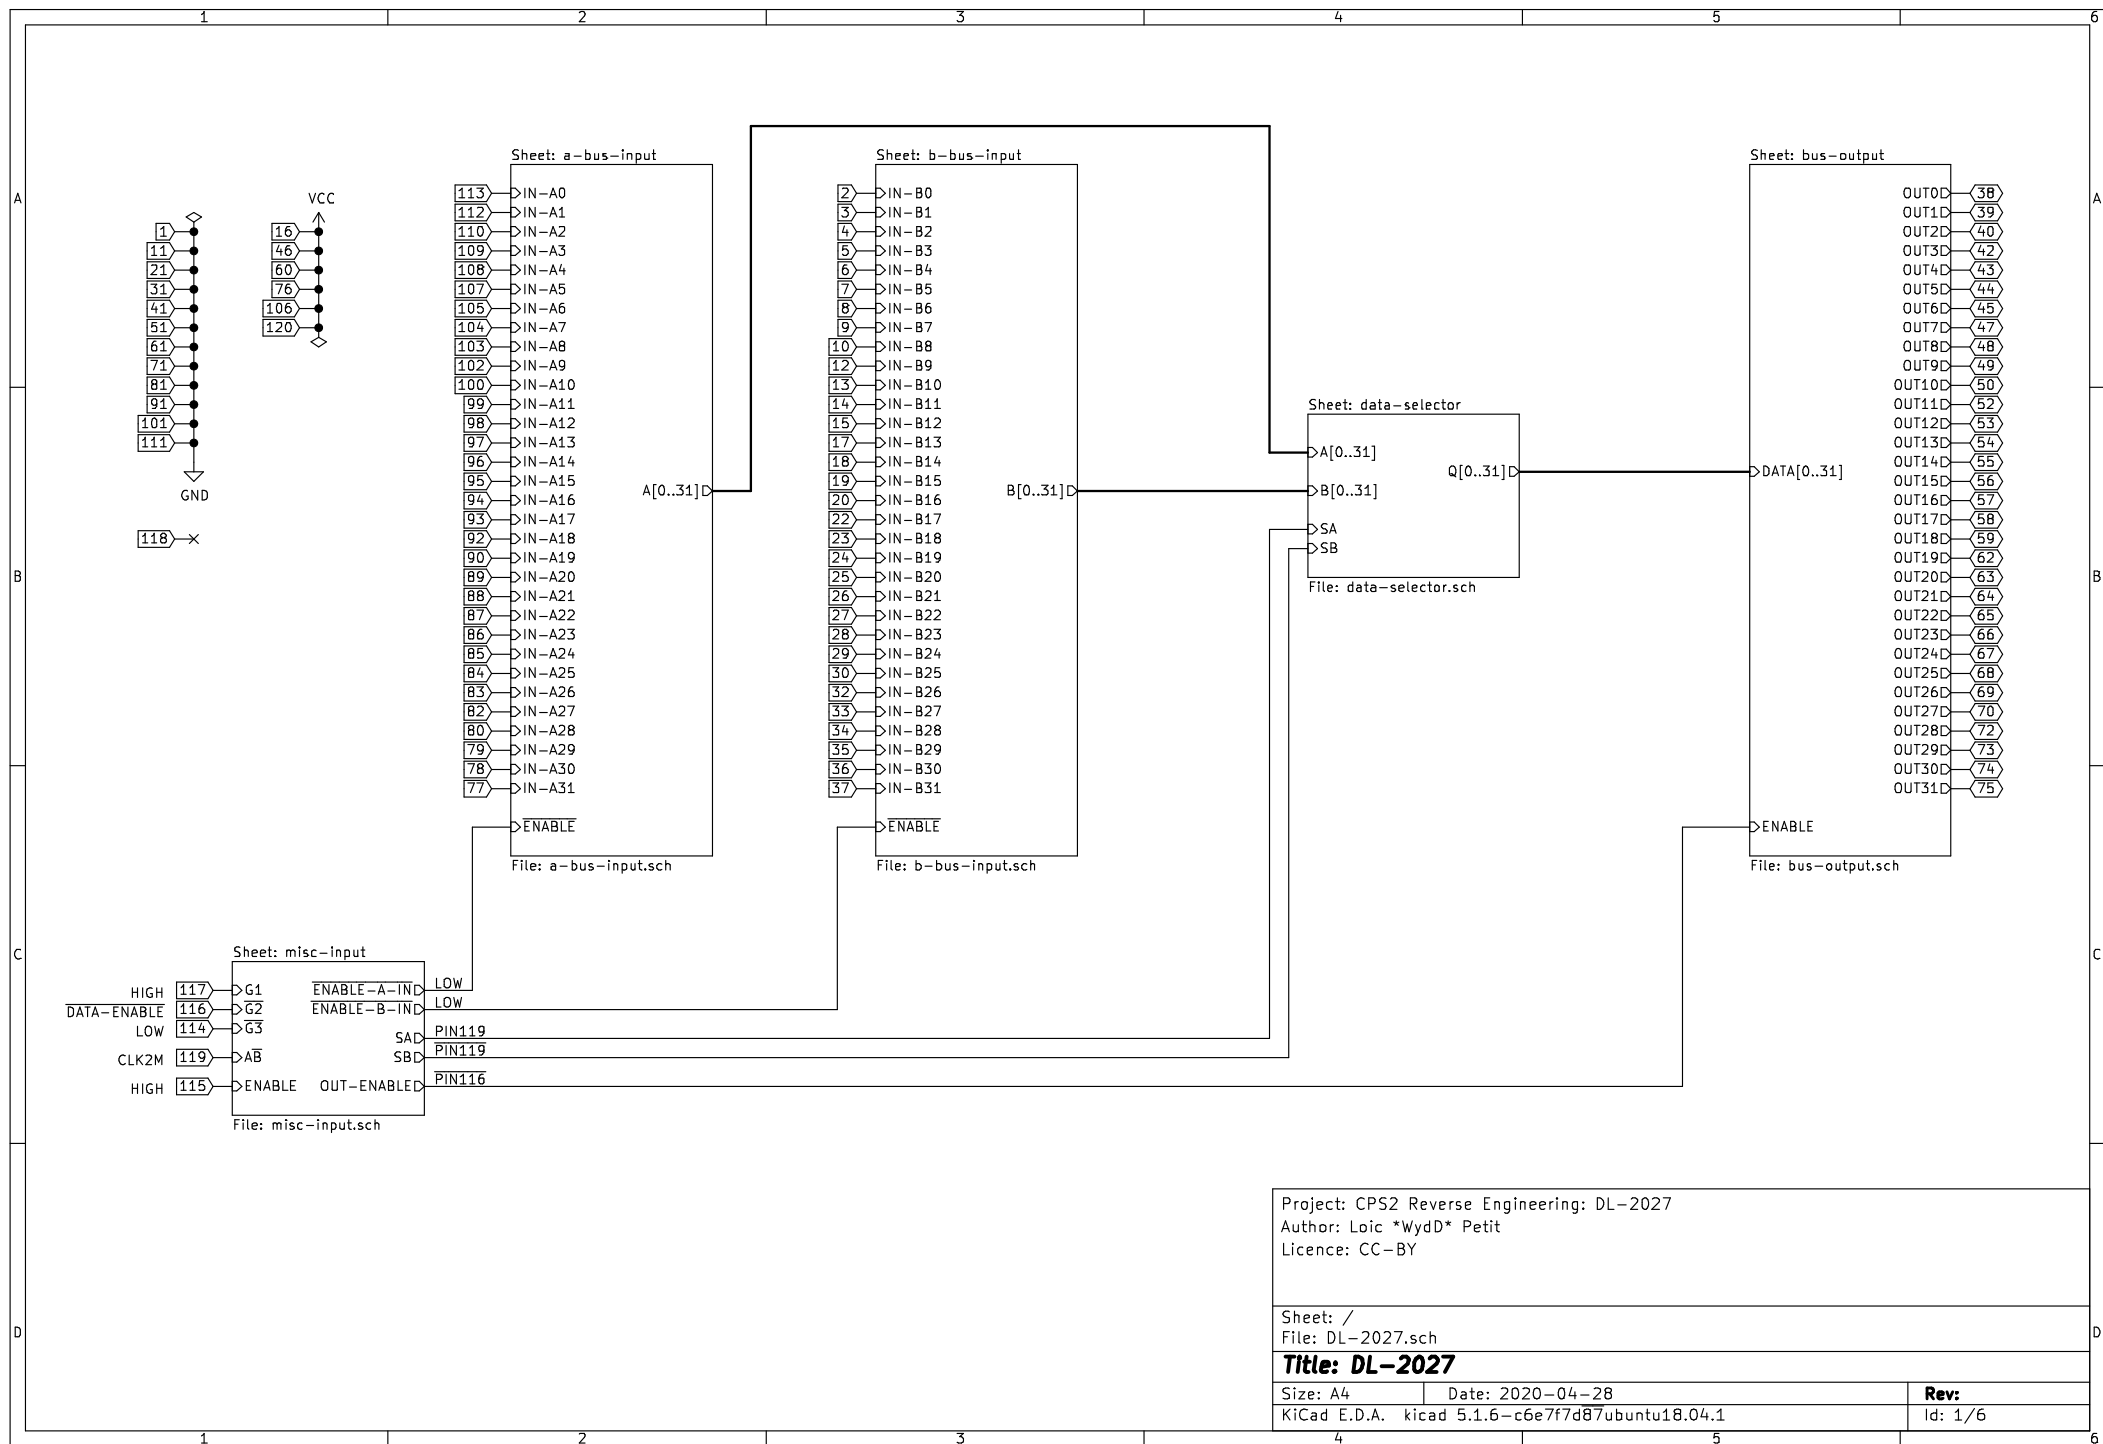 1 2 3 4 5 6
A
B
C
D
1
11
21
31
41
51
61
71
81
91
101
111
GND
118
VCC
16
46
60
76
106
120
Sheet: a-bus-input
113 IN-A0
112 IN-A1
110 IN-A2
109 IN-A3
108 IN-A4
107 IN-A5
105 IN-A6
104 IN-A7
103 IN-A8
102 IN-A9
100 IN-A10
99 IN-A11
98 IN-A12
97 IN-A13
96 IN-A14
95 IN-A15
94 IN-A16
93 IN-A17
92 IN-A18
90 IN-A19
89 IN-A20
88 IN-A21
87 IN-A22
86 IN-A23
85 IN-A24
84 IN-A25
83 IN-A26
82 IN-A27
80 IN-A28
79 IN-A29
78 IN-A30
77 IN-A31
ENABLE
A[0..31]
File: a-bus-input.sch
Sheet: b-bus-input
2 IN-B0
3 IN-B1
4 IN-B2
5 IN-B3
6 IN-B4
7 IN-B5
8 IN-B6
9 IN-B7
10 IN-B8
12 IN-B9
13 IN-B10
14 IN-B11
15 IN-B12
17 IN-B13
18 IN-B14
19 IN-B15
20 IN-B16
22 IN-B17
23 IN-B18
24 IN-B19
25 IN-B20
26 IN-B21
27 IN-B22
28 IN-B23
29 IN-B24
30 IN-B25
32 IN-B26
33 IN-B27
34 IN-B28
35 IN-B29
36 IN-B30
37 IN-B31
ENABLE
B[0..31]
File: b-bus-input.sch
Sheet: data-selector
A[0..31]
B[0..31]
SA
SB
Q[0..31]
File: data-selector.sch
Sheet: bus-output
DATA[0..31]
ENABLE
OUT0 38
OUT1 39
OUT2 40
OUT3 42
OUT4 43
OUT5 44
OUT6 45
OUT7 47
OUT8 48
OUT9 49
OUT10 50
OUT11 52
OUT12 53
OUT13 54
OUT14 55
OUT15 56
OUT16 57
OUT17 58
OUT18 59
OUT19 62
OUT20 63
OUT21 64
OUT22 65
OUT23 66
OUT24 67
OUT25 68
OUT26 69
OUT27 70
OUT28 72
OUT29 73
OUT30 74
OUT31 75
File: bus-output.sch
Sheet: misc-input
HIGH 117 G1
DATA-ENABLE 116 G2
LOW 114 G3
CLK2M 119 AB
HIGH 115 ENABLE
ENABLE-A-IN LOW
ENABLE-B-IN LOW
SA PIN119
SB PIN119
OUT-ENABLE PIN116
File: misc-input.sch
Project: CPS2 Reverse Engineering: DL-2027
Author: Loic *WydD* Petit
Licence: CC-BY
Sheet: /
File: DL-2027.sch
Title: DL-2027
Size: A4 Date: 2020-04-28 Rev:
KiCad E.D.A. kicad 5.1.6-c6e7f7d87ubuntu18.04.1 Id: 1/6
A
B
C
D
1 2 3 4 5 6